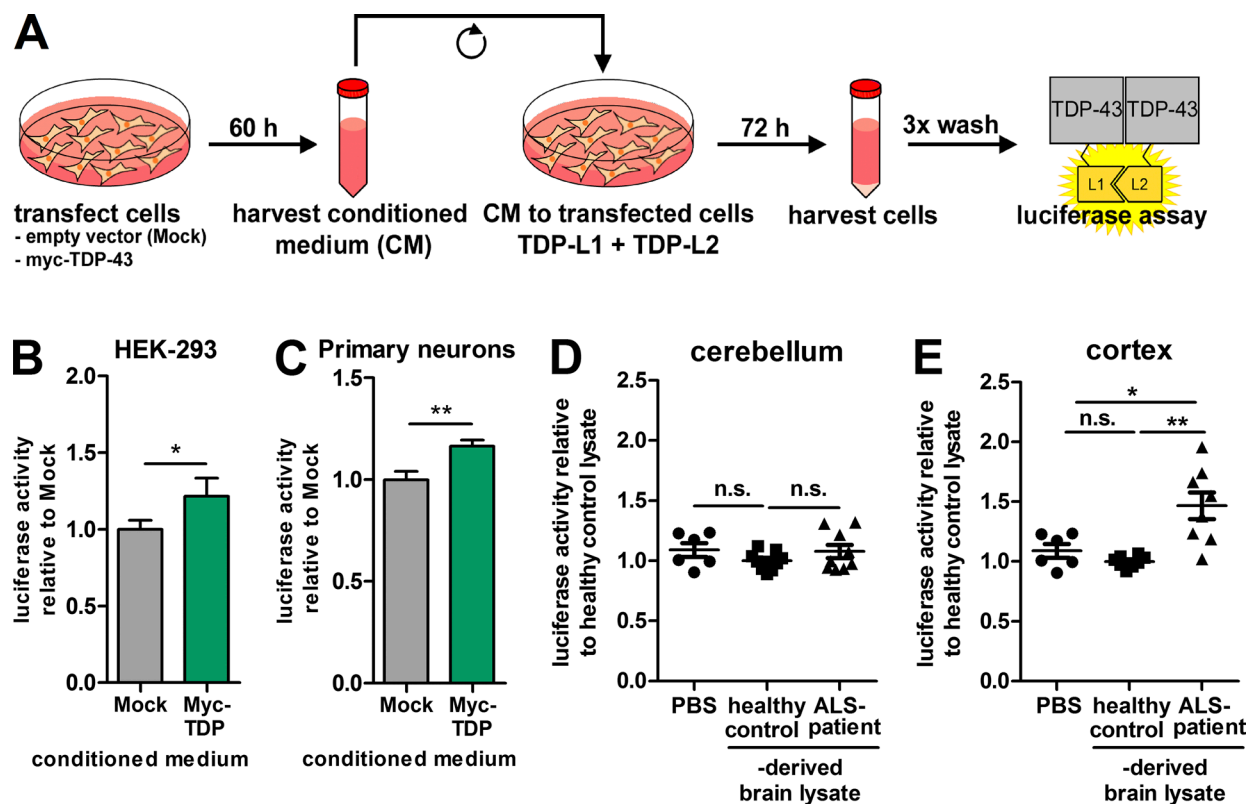 A
60 h
72 h
3x wash
TDP-43 TDP-43
L1 L2
transfect cells
- empty vector (Mock)
- myc-TDP-43
harvest conditioned
medium (CM)
CM to transfected cells
TDP-L1 + TDP-L2
harvest cells
luciferase assay
B
HEK-293
luciferase activity
relative to Mock
2.0
1.5
1.0
0.5
0.0
*
Mock
Myc-
TDP
conditioned medium
C
Primary neurons
luciferase activity
relative to Mock
1.5
1.0
0.5
0.0
**
Mock
Myc-
TDP
conditioned medium
D
cerebellum
luciferase activity relative
to healthy control lysate
2.5
2.0
1.5
1.0
0.5
0.0
n.s.
n.s.
PBS
healthy
control
ALS-
patient
-derived
brain lysate
E
cortex
luciferase activity relative
to healthy control lysate
2.5
2.0
1.5
1.0
0.5
0.0
*
n.s.
**
PBS
healthy
control
ALS-
patient
-derived
brain lysate